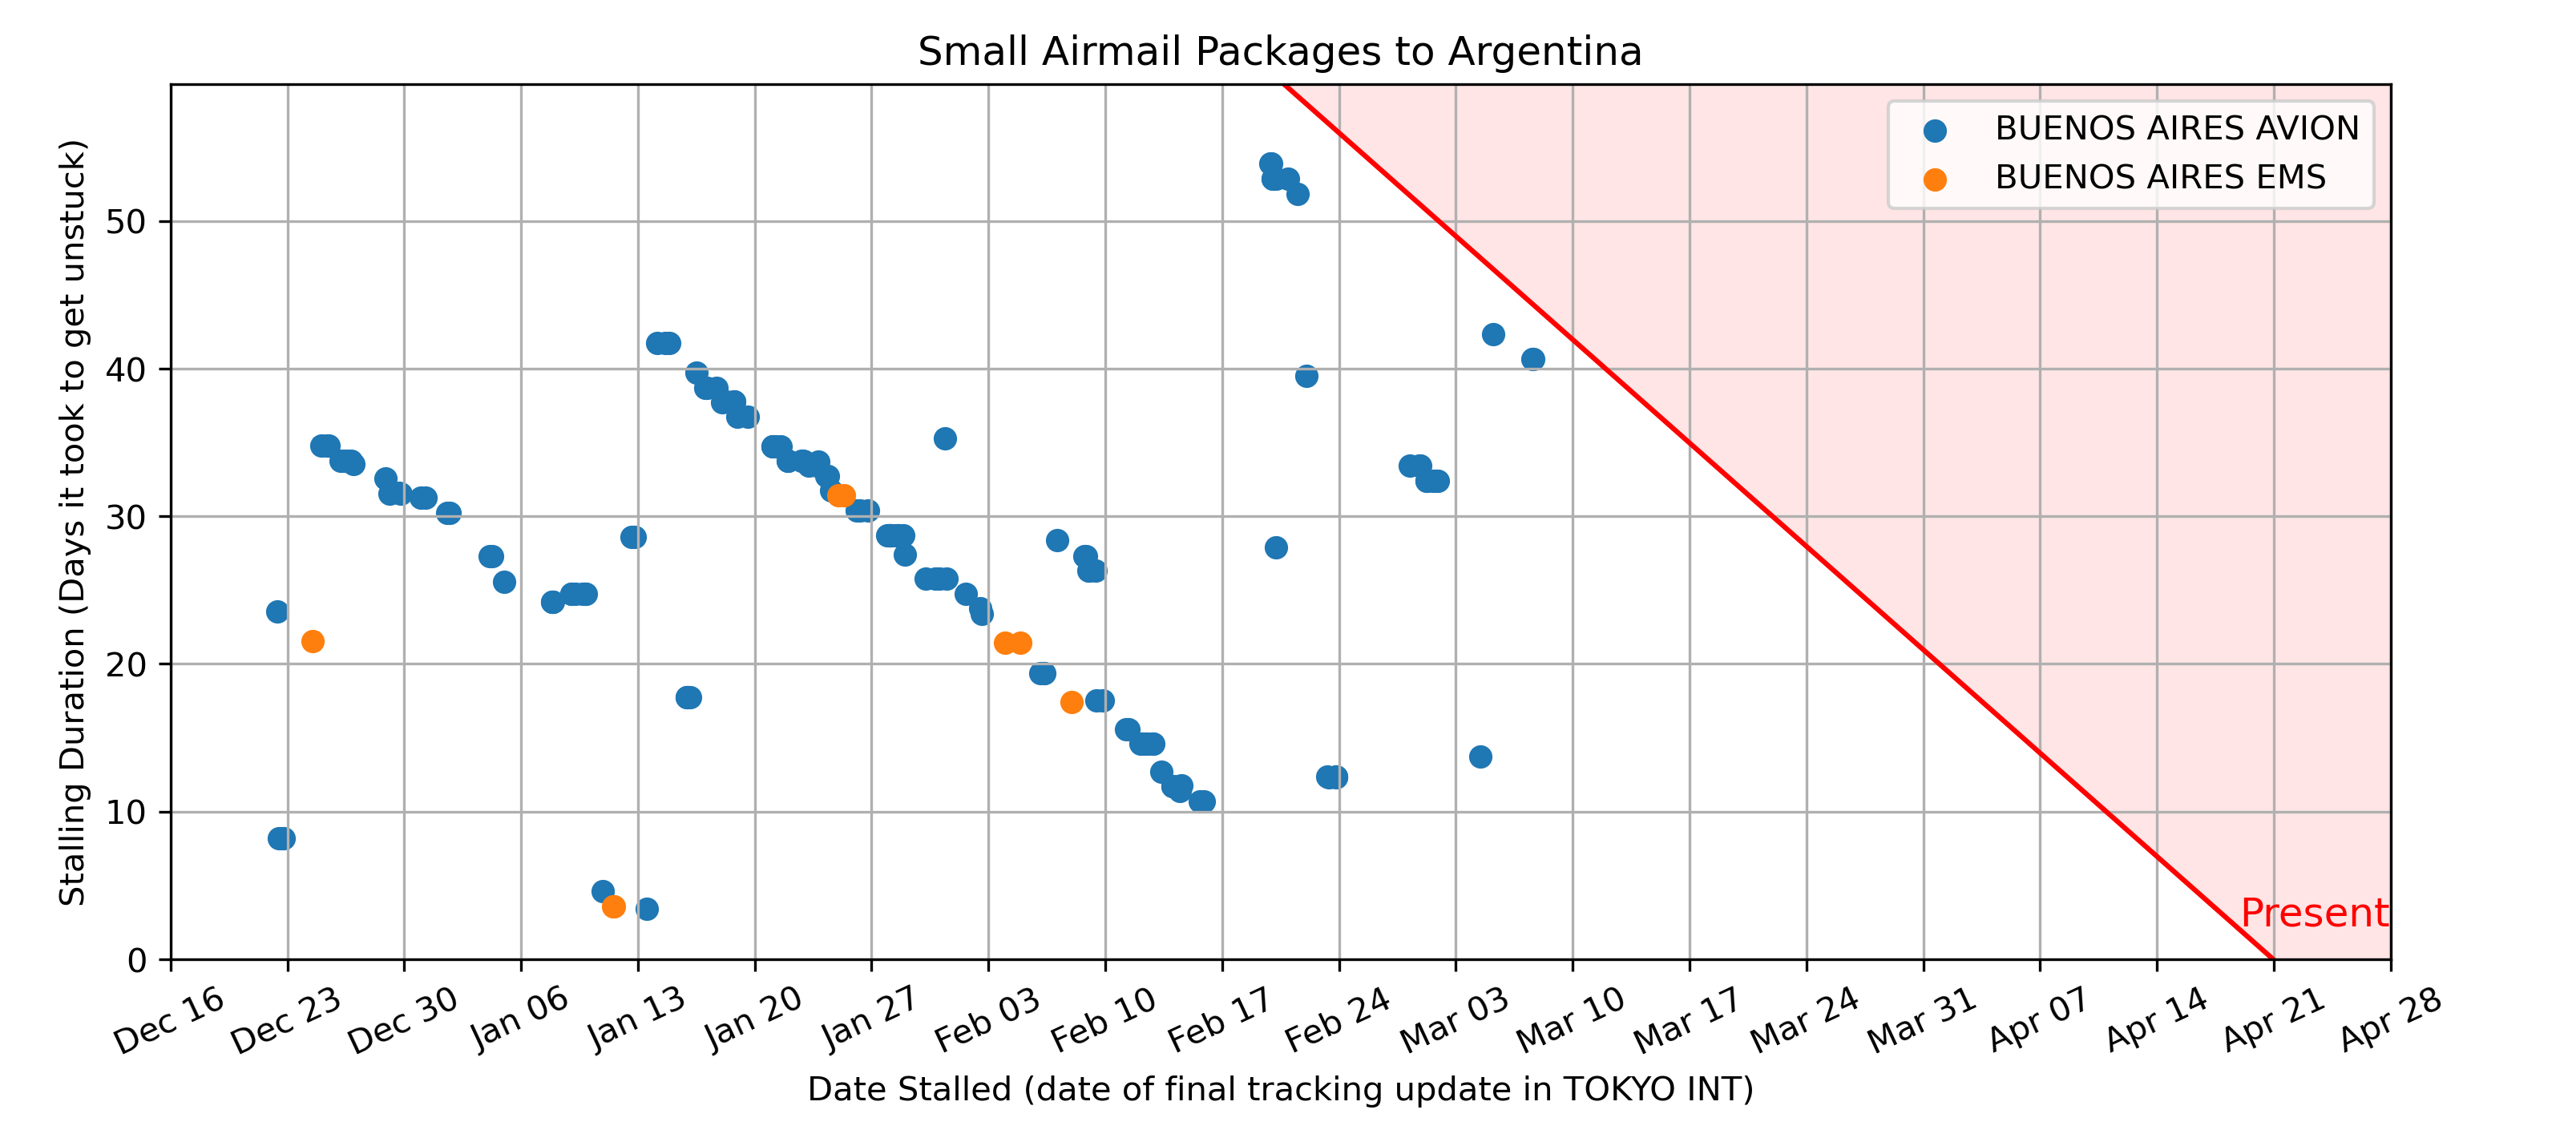 Small Airmail Packages to Argentina
BUENOS AIRES AVION
BUENOS AIRES EMS
Stalling Duration (Days it took to get unstuck)
50
40
30
20
10
0
Present
Dec 16
Dec 23
Dec 30
Jan 06
Jan 13
Jan 20
Jan 27
Feb 03
Feb 10
Feb 17
Feb 24
Mar 03
Mar 10
Mar 17
Mar 24
Mar 31
Apr 07
Apr 14
Apr 21
Apr 28
Date Stalled (date of final tracking update in TOKYO INT)